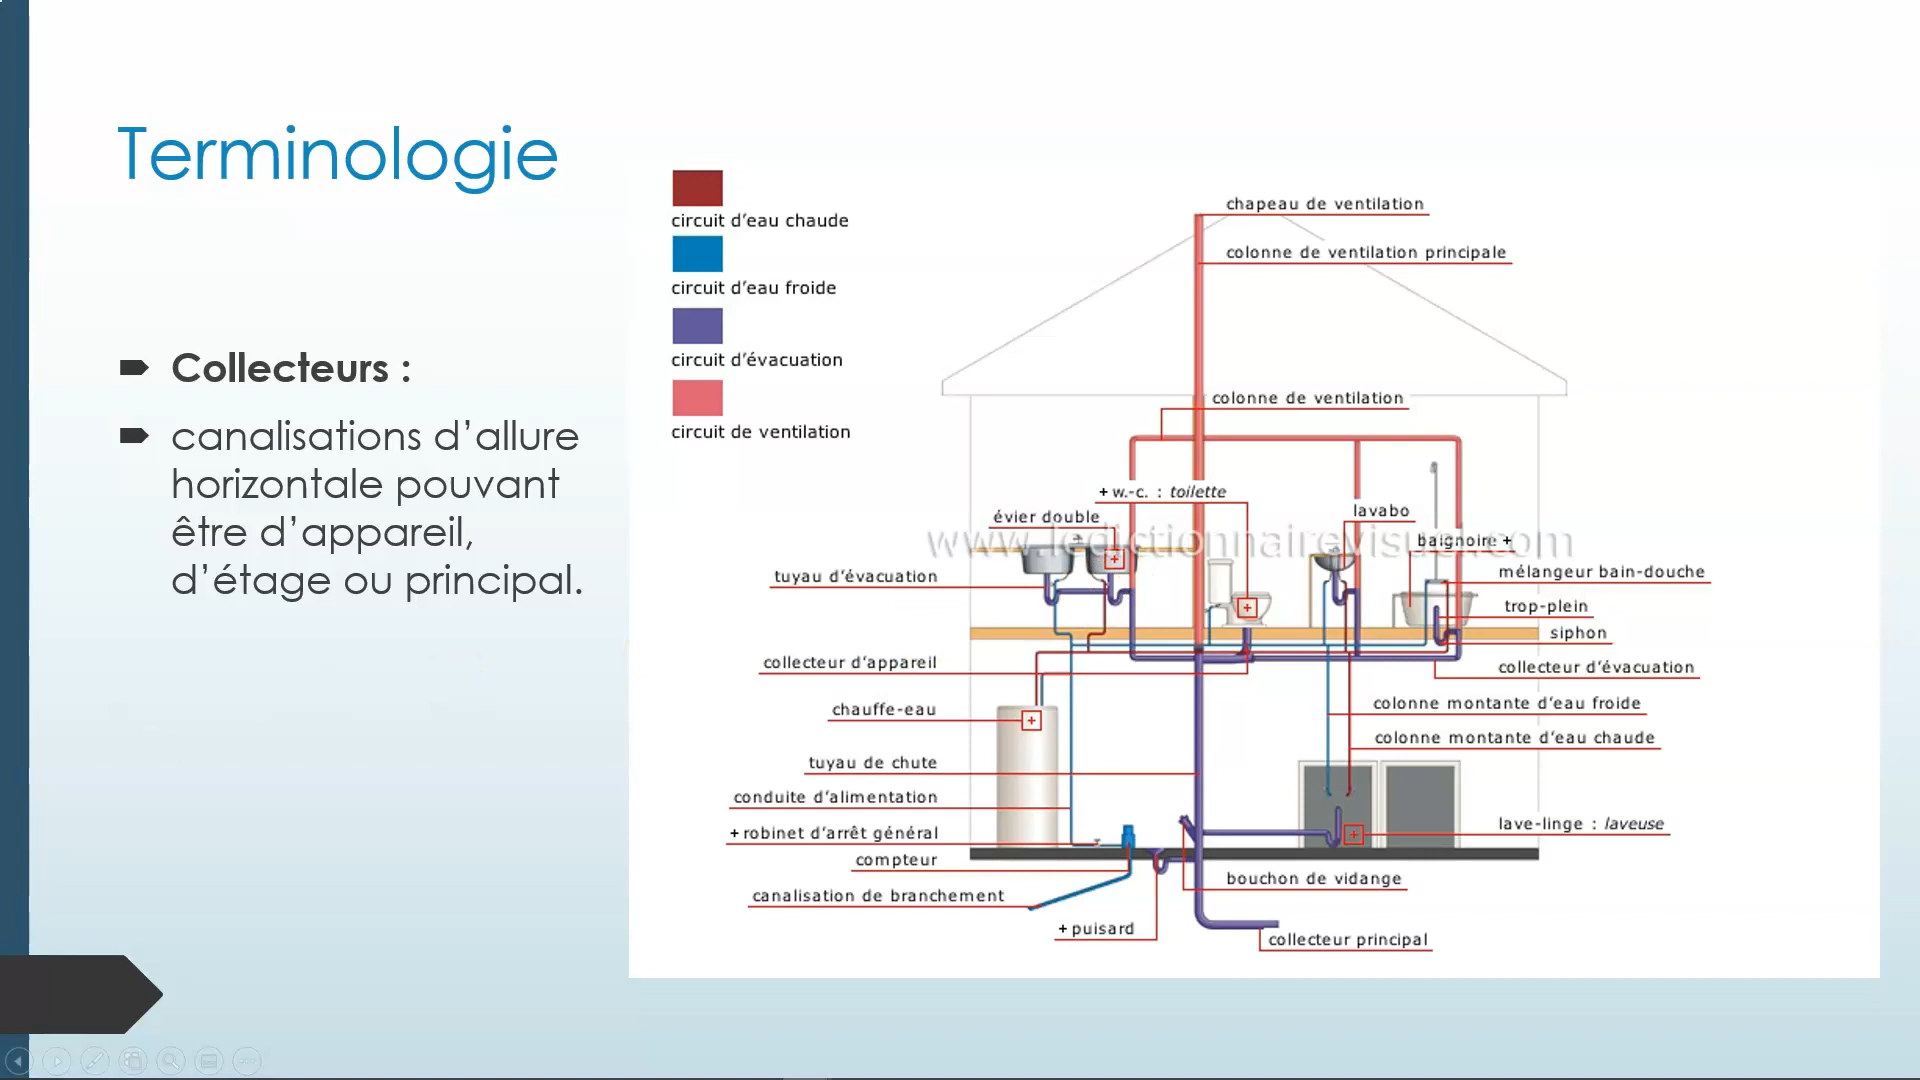 Terminologie
Collecteurs :
canalisations d’allure
horizontale pouvant
être d’appareil,
d’étage ou principal.
circuit d’eau chaude
circuit d’eau froide
circuit d’évacuation
circuit de ventilation
chapeau de ventilation
colonne de ventilation principale
colonne de ventilation
+ w.-c. : toilette
évier double
lavabo
www.ledictionnairevisuel.com
baignoire +
tuyau d’évacuation
mélangeur bain-douche
trop-plein
siphon
collecteur d’appareil
collecteur d’évacuation
chauffe-eau
colonne montante d’eau froide
colonne montante d’eau chaude
tuyau de chute
conduite d’alimentation
+ robinet d’arrêt général
lave-linge : laveuse
compteur
bouchon de vidange
canalisation de branchement
+ puisard
collecteur principal